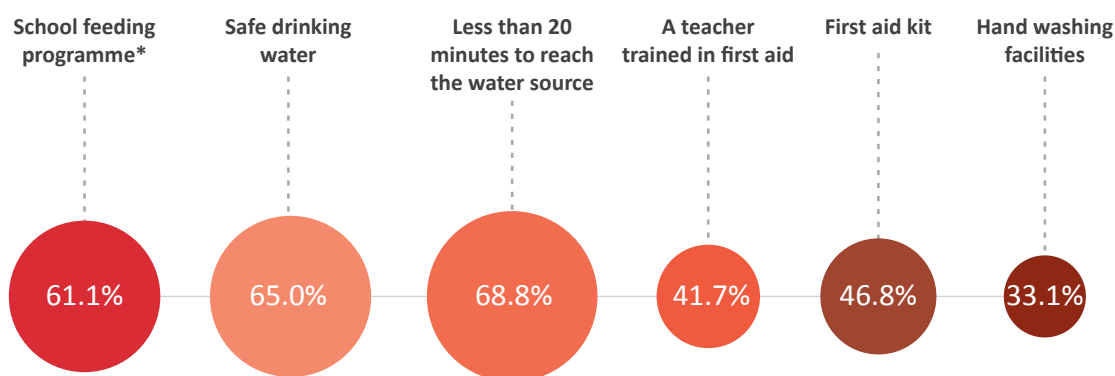 School feeding
programme*
Safe drinking
water
Less than 20
minutes to reach
the water source
A teacher
trained in first aid
First aid kit
Hand washing
facilities
61.1%
65.0%
68.8%
41.7%
46.8%
33.1%